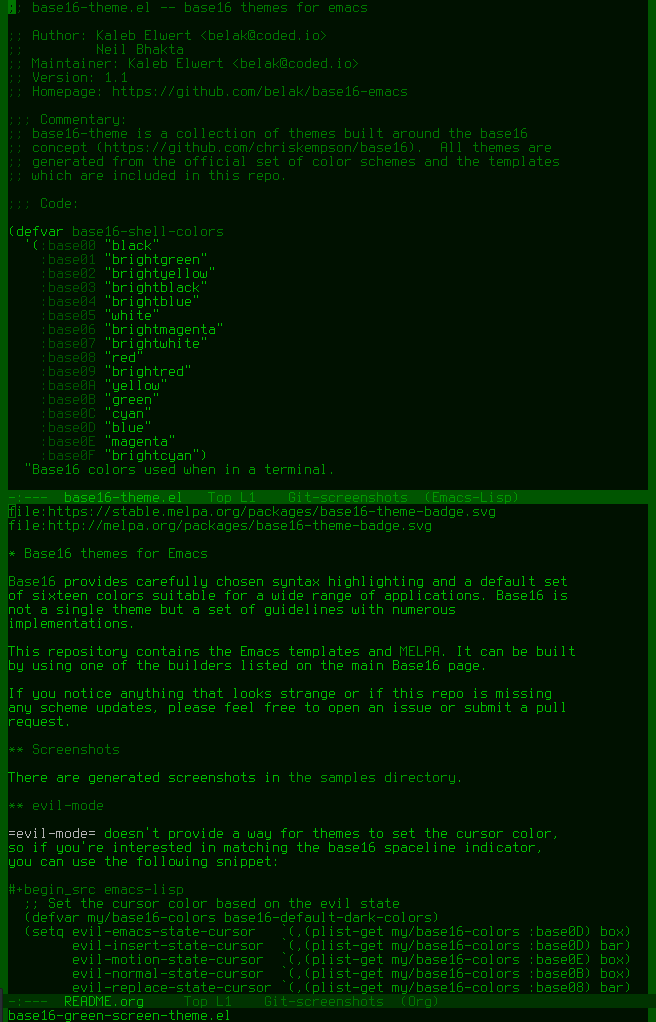 ;; base16-theme.el -- base16 themes for emacs
;; Author: Kaleb Elwert <belak@coded.io>
;;         Neil Bhakta
;; Maintainer: Kaleb Elwert <belak@coded.io>
;; Version: 1.1
;; Homepage: https://github.com/belak/base16-emacs
;;; Commentary:
;; base16-theme is a collection of themes built around the base16
;; concept (https://github.com/chriskempson/base16).  All themes are
;; generated from the official set of color schemes and the templates
;; which are included in this repo.
;;; Code:
(defvar base16-shell-colors
  '(:base00 "black"
    :base01 "brightgreen"
    :base02 "brightyellow"
    :base03 "brightblack"
    :base04 "brightblue"
    :base05 "white"
    :base06 "brightmagenta"
    :base07 "brightwhite"
    :base08 "red"
    :base09 "brightred"
    :base0A "yellow"
    :base0B "green"
    :base0C "cyan"
    :base0D "blue"
    :base0E "magenta"
    :base0F "brightcyan")
  "Base16 colors used when in a terminal.
-:---  base16-theme.el   Top L1    Git-screenshots  (Emacs-Lisp)
file:https://stable.melpa.org/packages/base16-theme-badge.svg
file:http://melpa.org/packages/base16-theme-badge.svg
* Base16 themes for Emacs
Base16 provides carefully chosen syntax highlighting and a default set
of sixteen colors suitable for a wide range of applications. Base16 is
not a single theme but a set of guidelines with numerous
implementations.
This repository contains the Emacs templates and MELPA. It can be built
by using one of the builders listed on the main Base16 page.
If you notice anything that looks strange or if this repo is missing
any scheme updates, please feel free to open an issue or submit a pull
request.
** Screenshots
There are generated screenshots in the samples directory.
** evil-mode
=evil-mode= doesn't provide a way for themes to set the cursor color,
so if you're interested in matching the base16 spaceline indicator,
you can use the following snippet:
#+begin_src emacs-lisp
  ;; Set the cursor color based on the evil state
  (defvar my/base16-colors base16-default-dark-colors)
  (setq evil-emacs-state-cursor   `(,(plist-get my/base16-colors :base0D) box)
        evil-insert-state-cursor  `(,(plist-get my/base16-colors :base0D) bar)
        evil-motion-state-cursor  `(,(plist-get my/base16-colors :base0E) box)
        evil-normal-state-cursor  `(,(plist-get my/base16-colors :base0B) box)
        evil-replace-state-cursor `(,(plist-get my/base16-colors :base08) bar)
-:---  README.org     Top L1    Git-screenshots  (Org)
base16-green-screen-theme.el